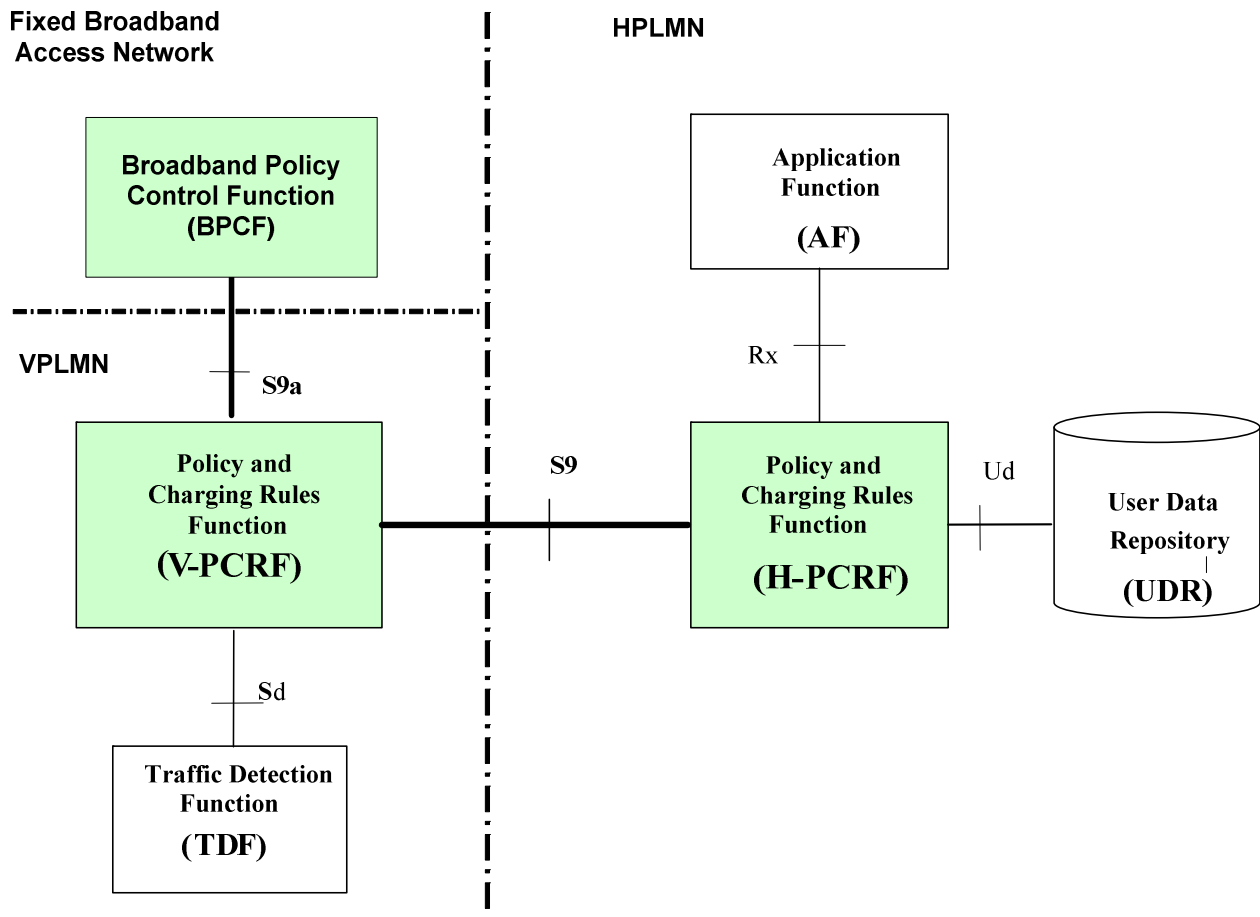 Fixed Broadband
Access Network
HPLMN
Broadband Policy
Control Function
(BPCF)
Application
Function
(AF)
VPLMN
S9a
Rx
Policy and
Charging Rules
Function
(V-PCRF)
S9
Policy and
Charging Rules
Function
(H-PCRF)
Ud
User Data
Repository
(UDR)
Sd
Traffic Detection
Function
(TDF)